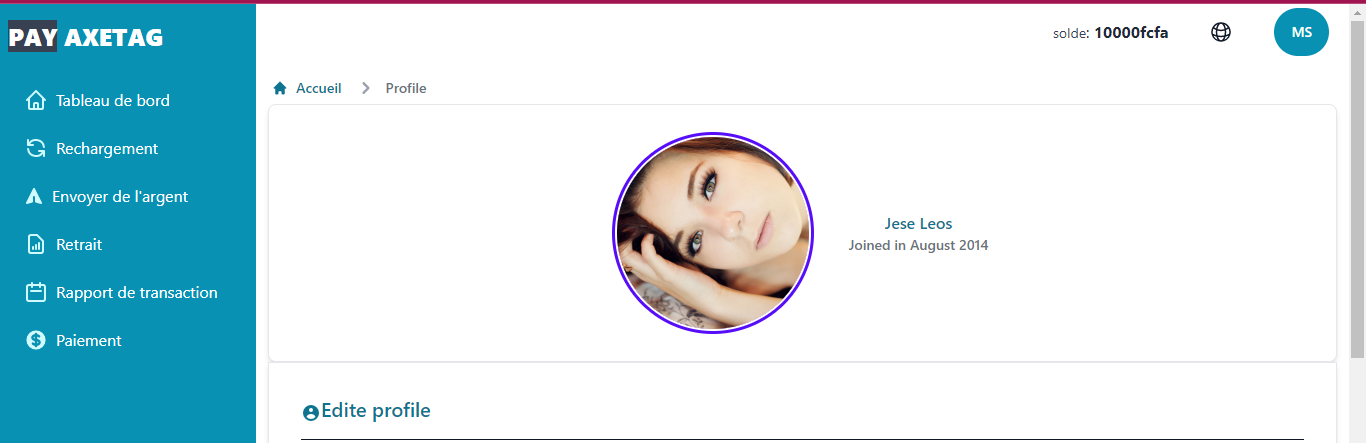 PAY AXETAG
solde: 10000fcfa
MS
Tableau de bord
Rechargement
Envoyer de l'argent
Retrait
Rapport de transaction
Paiement
Accueil
Profile
Jese Leos
Joined in August 2014
Edite profile